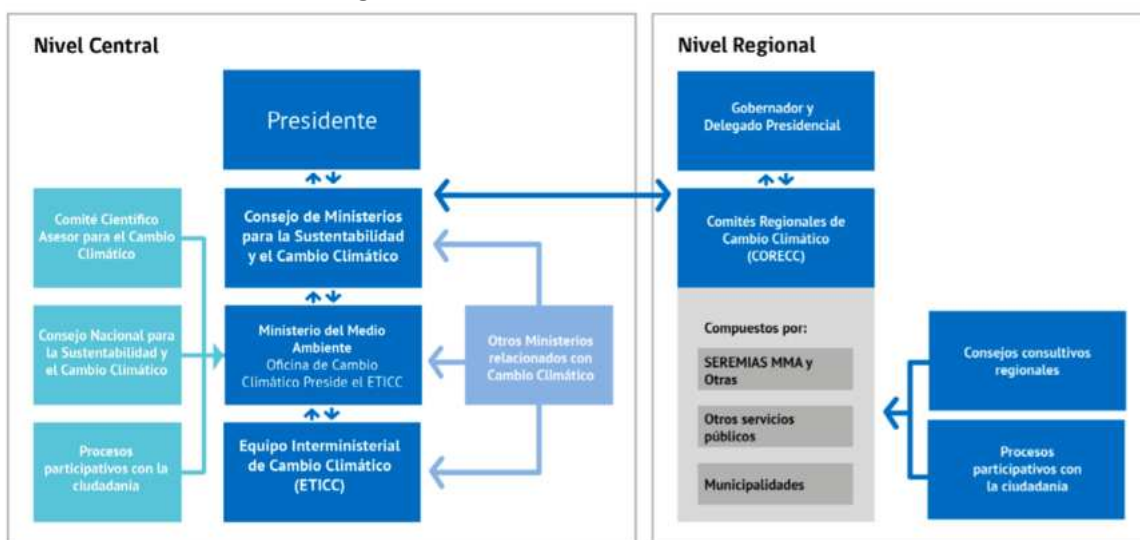 Nivel Central
Presidente
Comité Científico
Asesor para el Cambio
Climático
Consejo Nacional para
la Sustentabilidad y
el Cambio Climático
Procesos
participativos con la
ciudadanía
Consejo de Ministerios
para la Sustentabilidad
y el Cambio Climático
Ministerio del Medio
Ambiente
Oficina de Cambio
Climático Preside el ETICC
Equipo Interministerial
de Cambio Climático
(ETICC)
Otros Ministerios
relacionados con
Cambio Climático
Nivel Regional
Gobernador y
Delegado Presidencial
Comités Regionales de
Cambio Climático
(CORECC)
Compuestos por:
SEREMIAS MMA y
Otras
Otros servicios
públicos
Municipalidades
Consejos consultivos
regionales
Procesos
participativos con
la ciudadanía